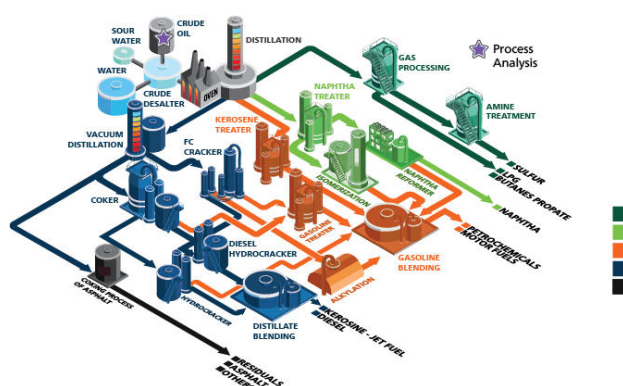 CRUDE
OIL
SOUR
WATER
DISTILLATION
Process
Analysis
GAS
PROCESSING
WATER
CRUDE
DESALTER
OVEN
NAPHTHA
TREATER
AMINE
TREATMENT
VACUUM
DISTILLATION
KEROSENE
TREATER
FC
CRACKER
ISOMERIZATION
NAPHTHA
REFORMER
SULFUR
LPG
BUTANES PROPATE
NAPHTHA
COKER
GASOLINE
TREATER
PETROCHEMICALS
MOTOR FUELS
DIESEL
HYDROCRACKER
GASOLINE
BLENDING
COKING PROCESS
OF ASPHALT
HYDROCRACKER
ALKYLATION
DISTILLATE
BLENDING
KEROSINE - JET FUEL
DIESEL
RESIDUALS
ASPHALT
OTHER